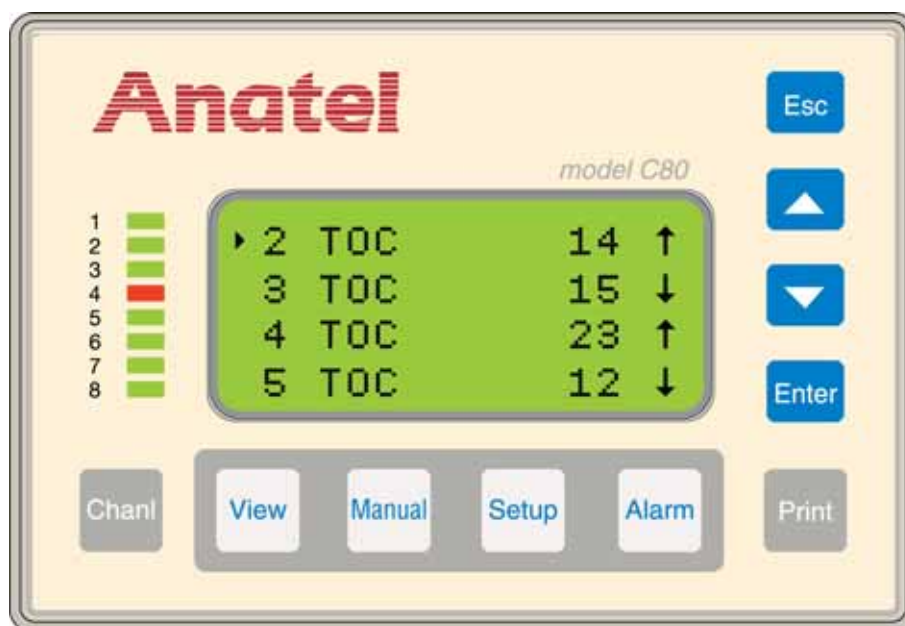 Anatel
Esc
model C80
1
2
3
4
5
6
7
8
2 TOC 14 ↑
3 TOC 15 ↓
4 TOC 23 ↑
5 TOC 12 ↓
Enter
Chanl
View
Manual
Setup
Alarm
Print